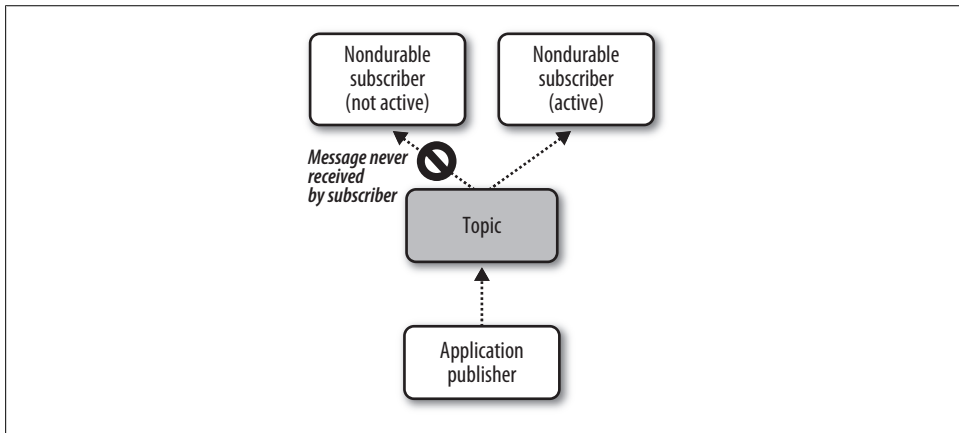 Nondurable
subscriber
(not active)
Nondurable
subscriber
(active)
Message never
received
by subscriber
Topic
Application
publisher